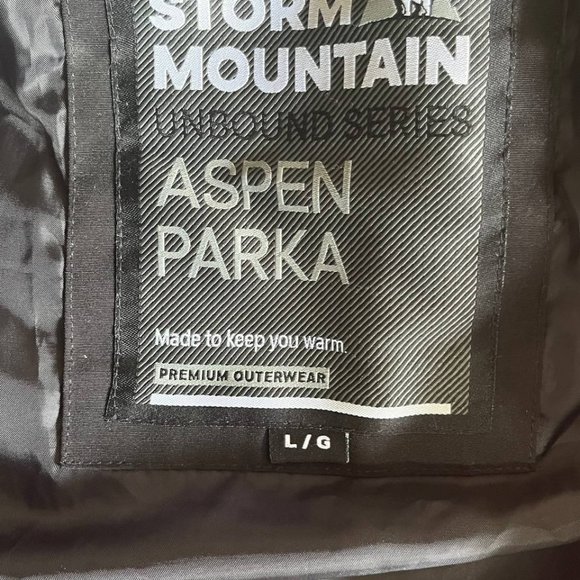 STORM
MOUNTAIN
UNBOUND SERIES
ASPEN
PARKA
Made to keep you warm.
PREMIUM OUTERWEAR
L/G